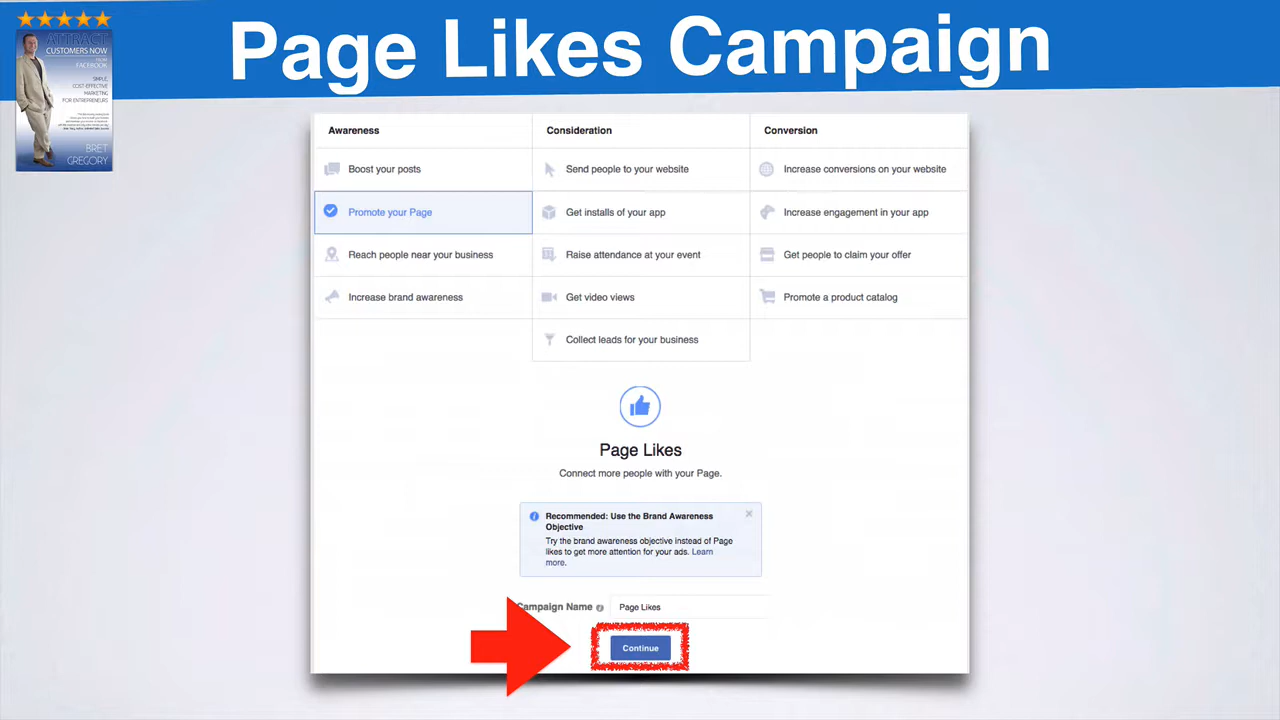 Page Likes Campaign
ATTRACT
CUSTOMERS NOW
FROM
FACEBOOK
SIMPLE,
COST-EFFECTIVE
MARKETING
FOR ENTREPRENEURS
BRET
GREGORY
Awareness
Consideration
Conversion
Boost your posts
Send people to your website
Increase conversions on your website
Promote your Page
Get installs of your app
Increase engagement in your app
Reach people near your business
Raise attendance at your event
Get people to claim your offer
Increase brand awareness
Get video views
Promote a product catalog
Collect leads for your business
Page Likes
Connect more people with your Page.
Recommended: Use the Brand Awareness
Objective
Try the brand awareness objective instead of Page
likes to get more attention for your ads. Learn
more.
Campaign Name
Page Likes
Continue